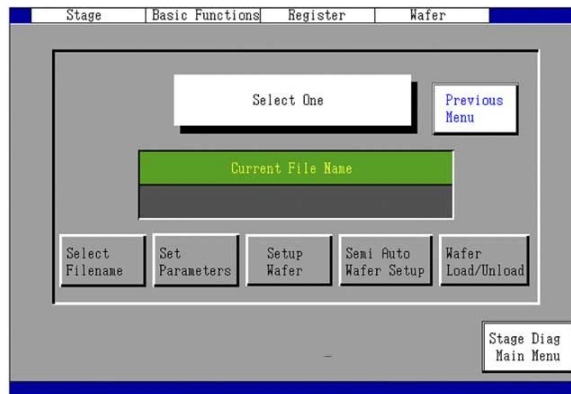 Stage Basic Functions Register Wafer
Select One
Previous
Menu
Current File Name
Select
Filename
Set
Parameters
Setup
Wafer
Semi Auto
Wafer Setup
Wafer
Load/Unload
Stage Diag
Main Menu